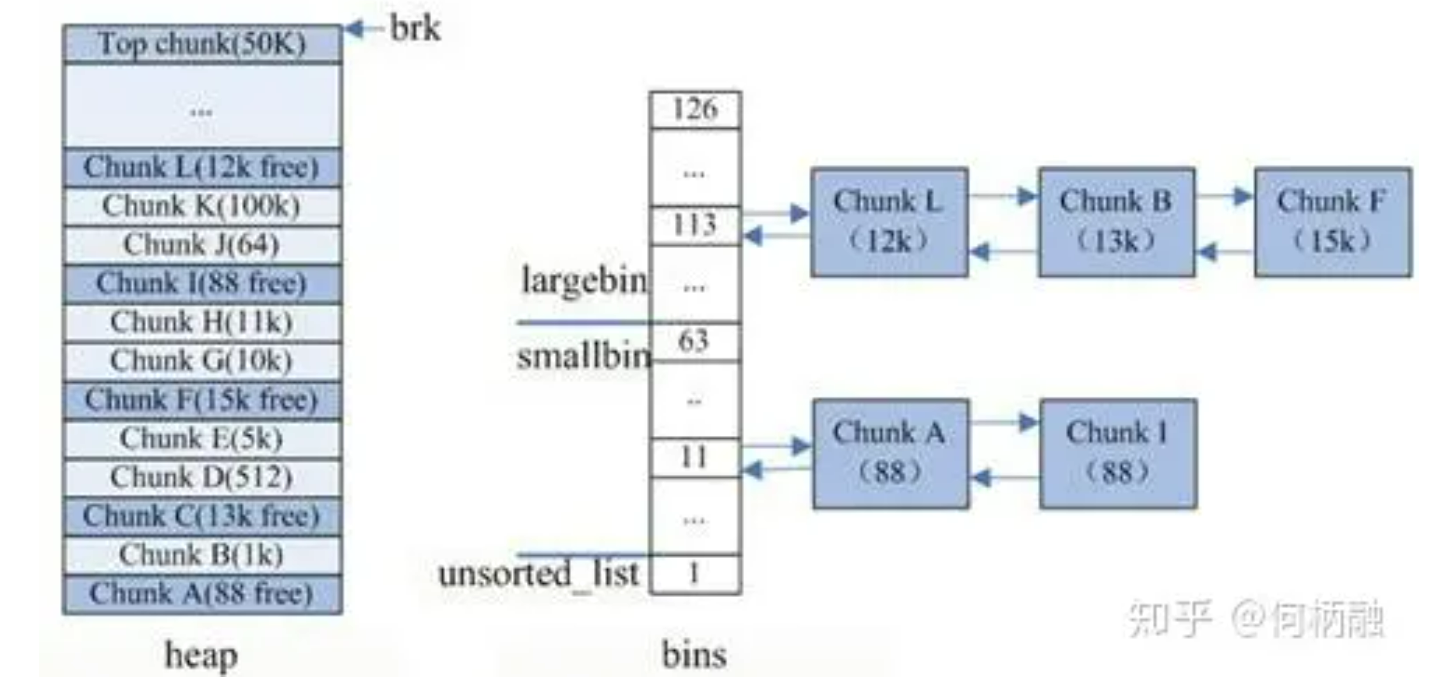 brk
Top chunk(50K)
...
Chunk L(12k free)
Chunk K(100k)
Chunk J(64)
Chunk I(88 free)
Chunk H(11k)
Chunk G(10k)
Chunk F(15k free)
Chunk E(5k)
Chunk D(512)
Chunk C(13k free)
Chunk B(1k)
Chunk A(88 free)
heap
126
...
113
largebin
...
smallbin
63
..
11
...
unsorted_list
1
bins
Chunk L
(12k)
Chunk B
(13k)
Chunk F
(15k)
Chunk A
(88)
Chunk I
(88)
知乎 @何柄融